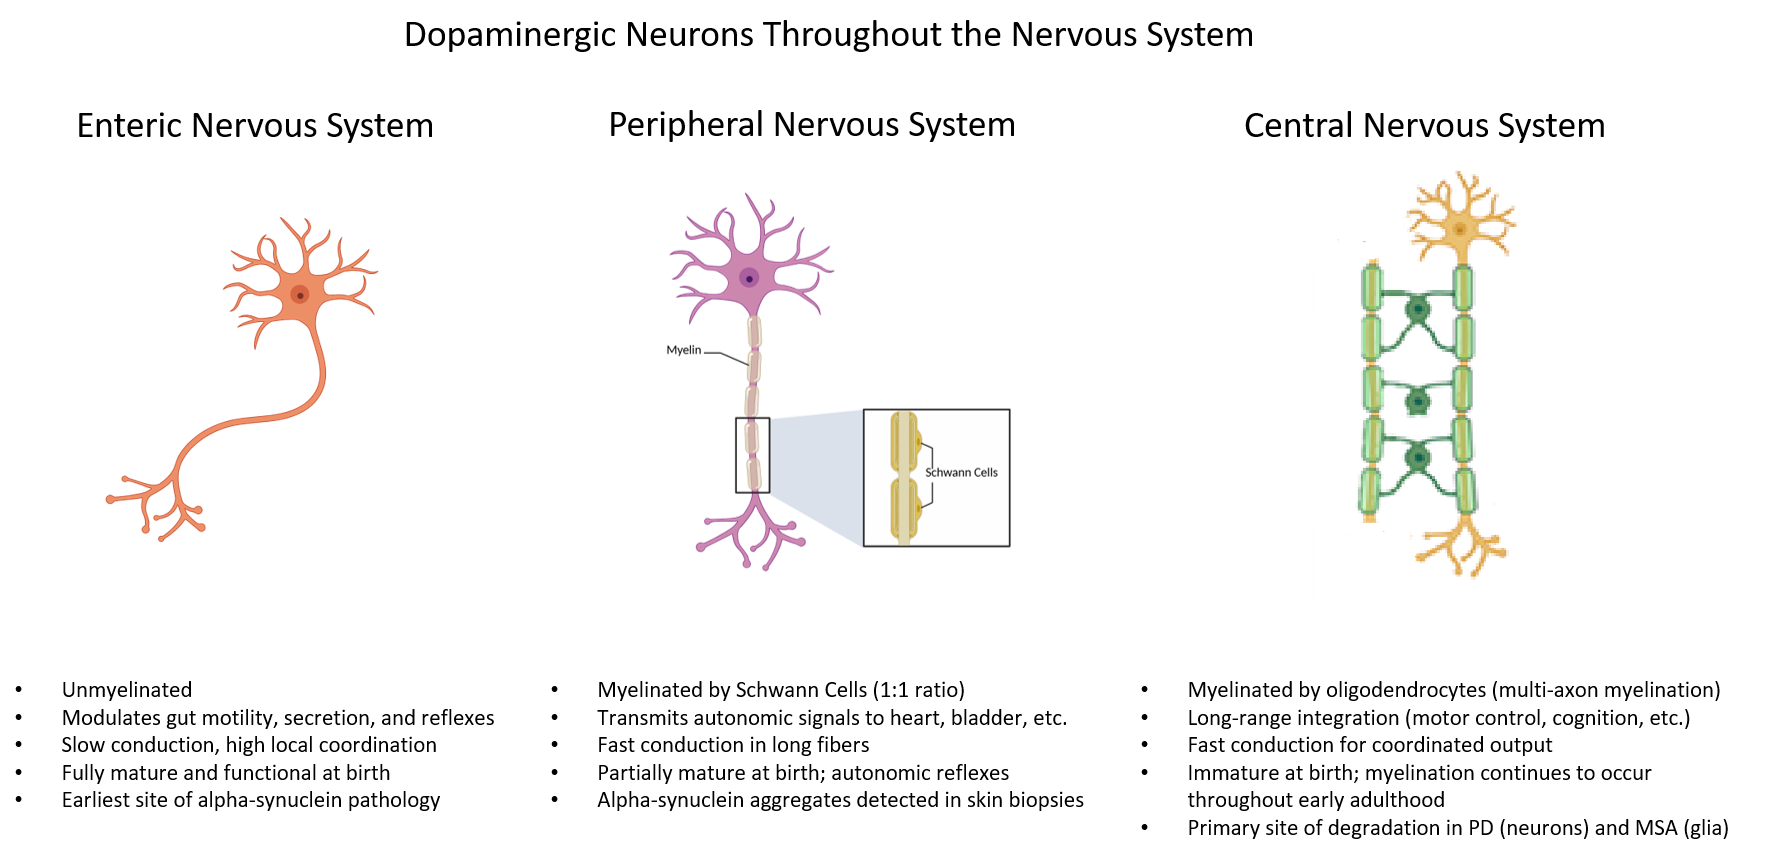 Dopaminergic Neurons Throughout the Nervous System
Enteric Nervous System
Peripheral Nervous System
Central Nervous System
Myelin
Schwann Cells
• Unmyelinated
• Modulates gut motility, secretion, and reflexes
• Slow conduction, high local coordination
• Fully mature and functional at birth
• Earliest site of alpha-synuclein pathology
• Myelinated by Schwann Cells (1:1 ratio)
• Transmits autonomic signals to heart, bladder, etc.
• Fast conduction in long fibers
• Partially mature at birth; autonomic reflexes
• Alpha-synuclein aggregates detected in skin biopsies
• Myelinated by oligodendrocytes (multi-axon myelination)
• Long-range integration (motor control, cognition, etc.)
• Fast conduction for coordinated output
• Immature at birth; myelination continues to occur
throughout early adulthood
• Primary site of degradation in PD (neurons) and MSA (glia)